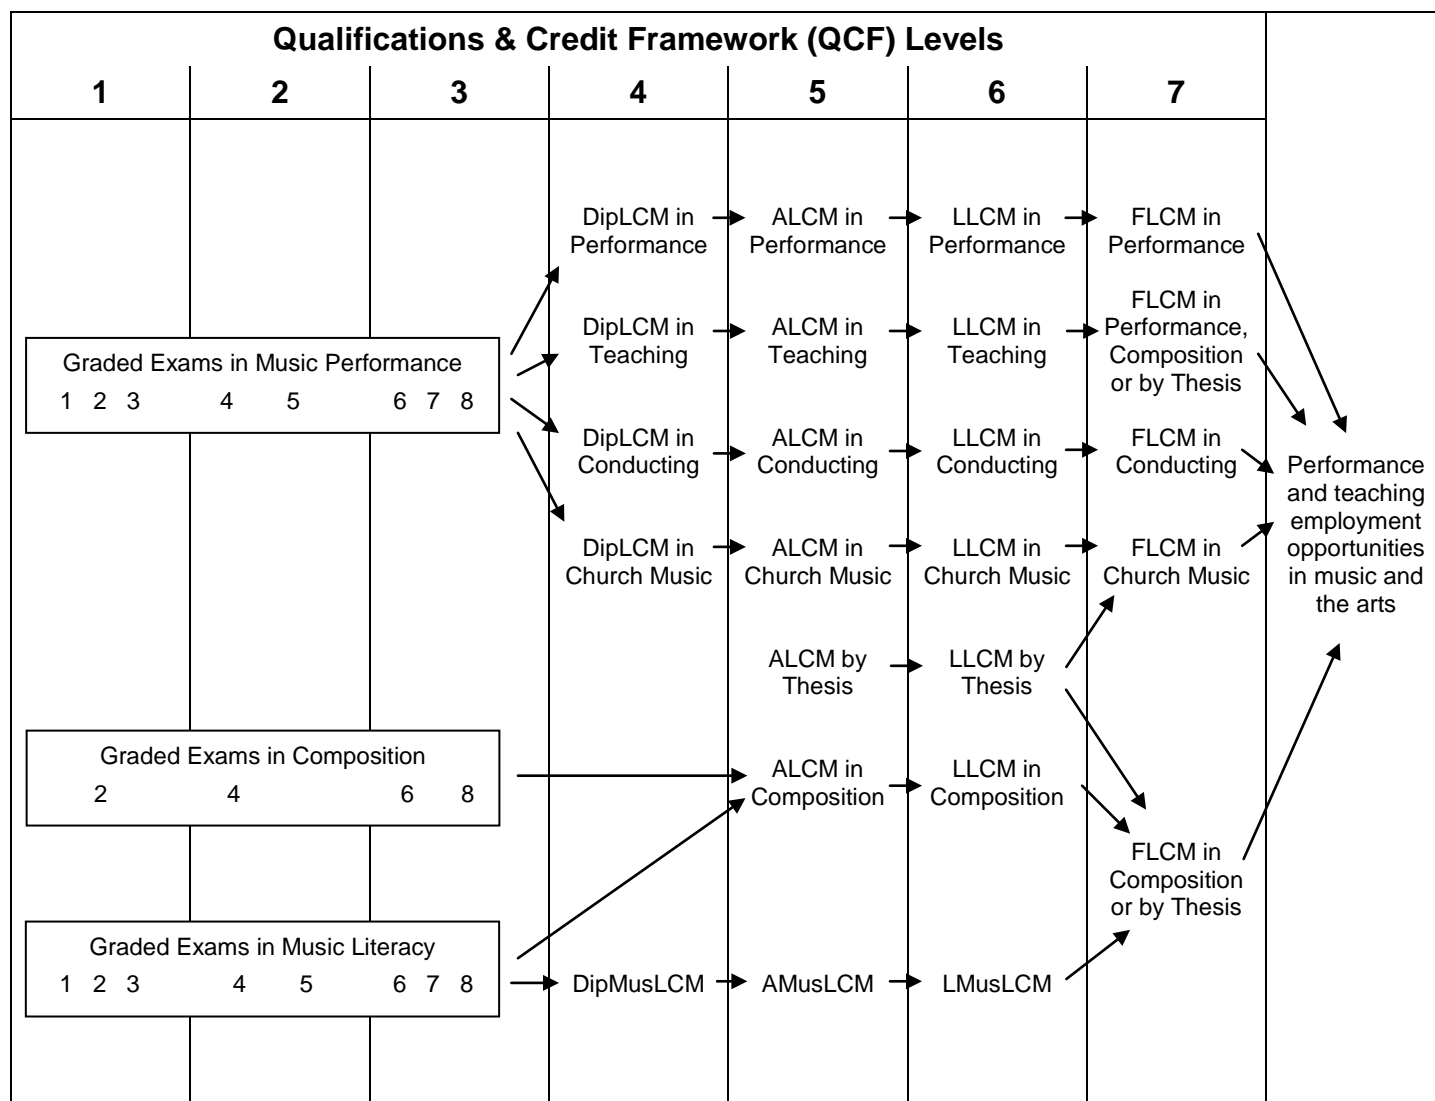 Qualifications & Credit Framework (QCF) Levels
1 2 3 4 5 6 7
DipLCM in
Performance
ALCM in
Performance
LLCM in
Performance
FLCM in
Performance
Graded Exams in Music Performance
1 2 3 4 5 6 7 8
DipLCM in
Teaching
ALCM in
Teaching
LLCM in
Teaching
FLCM in
Performance,
Composition
or by Thesis
DipLCM in
Conducting
ALCM in
Conducting
LLCM in
Conducting
FLCM in
Conducting
DipLCM in
Church Music
ALCM in
Church Music
LLCM in
Church Music
FLCM in
Church Music
Performance
and teaching
employment
opportunities
in music and
the arts
ALCM by
Thesis
LLCM by
Thesis
Graded Exams in Composition
2 4 6 8
ALCM in
Composition
LLCM in
Composition
FLCM in
Composition
or by Thesis
Graded Exams in Music Literacy
1 2 3 4 5 6 7 8
DipMusLCM
AMusLCM
LMusLCM